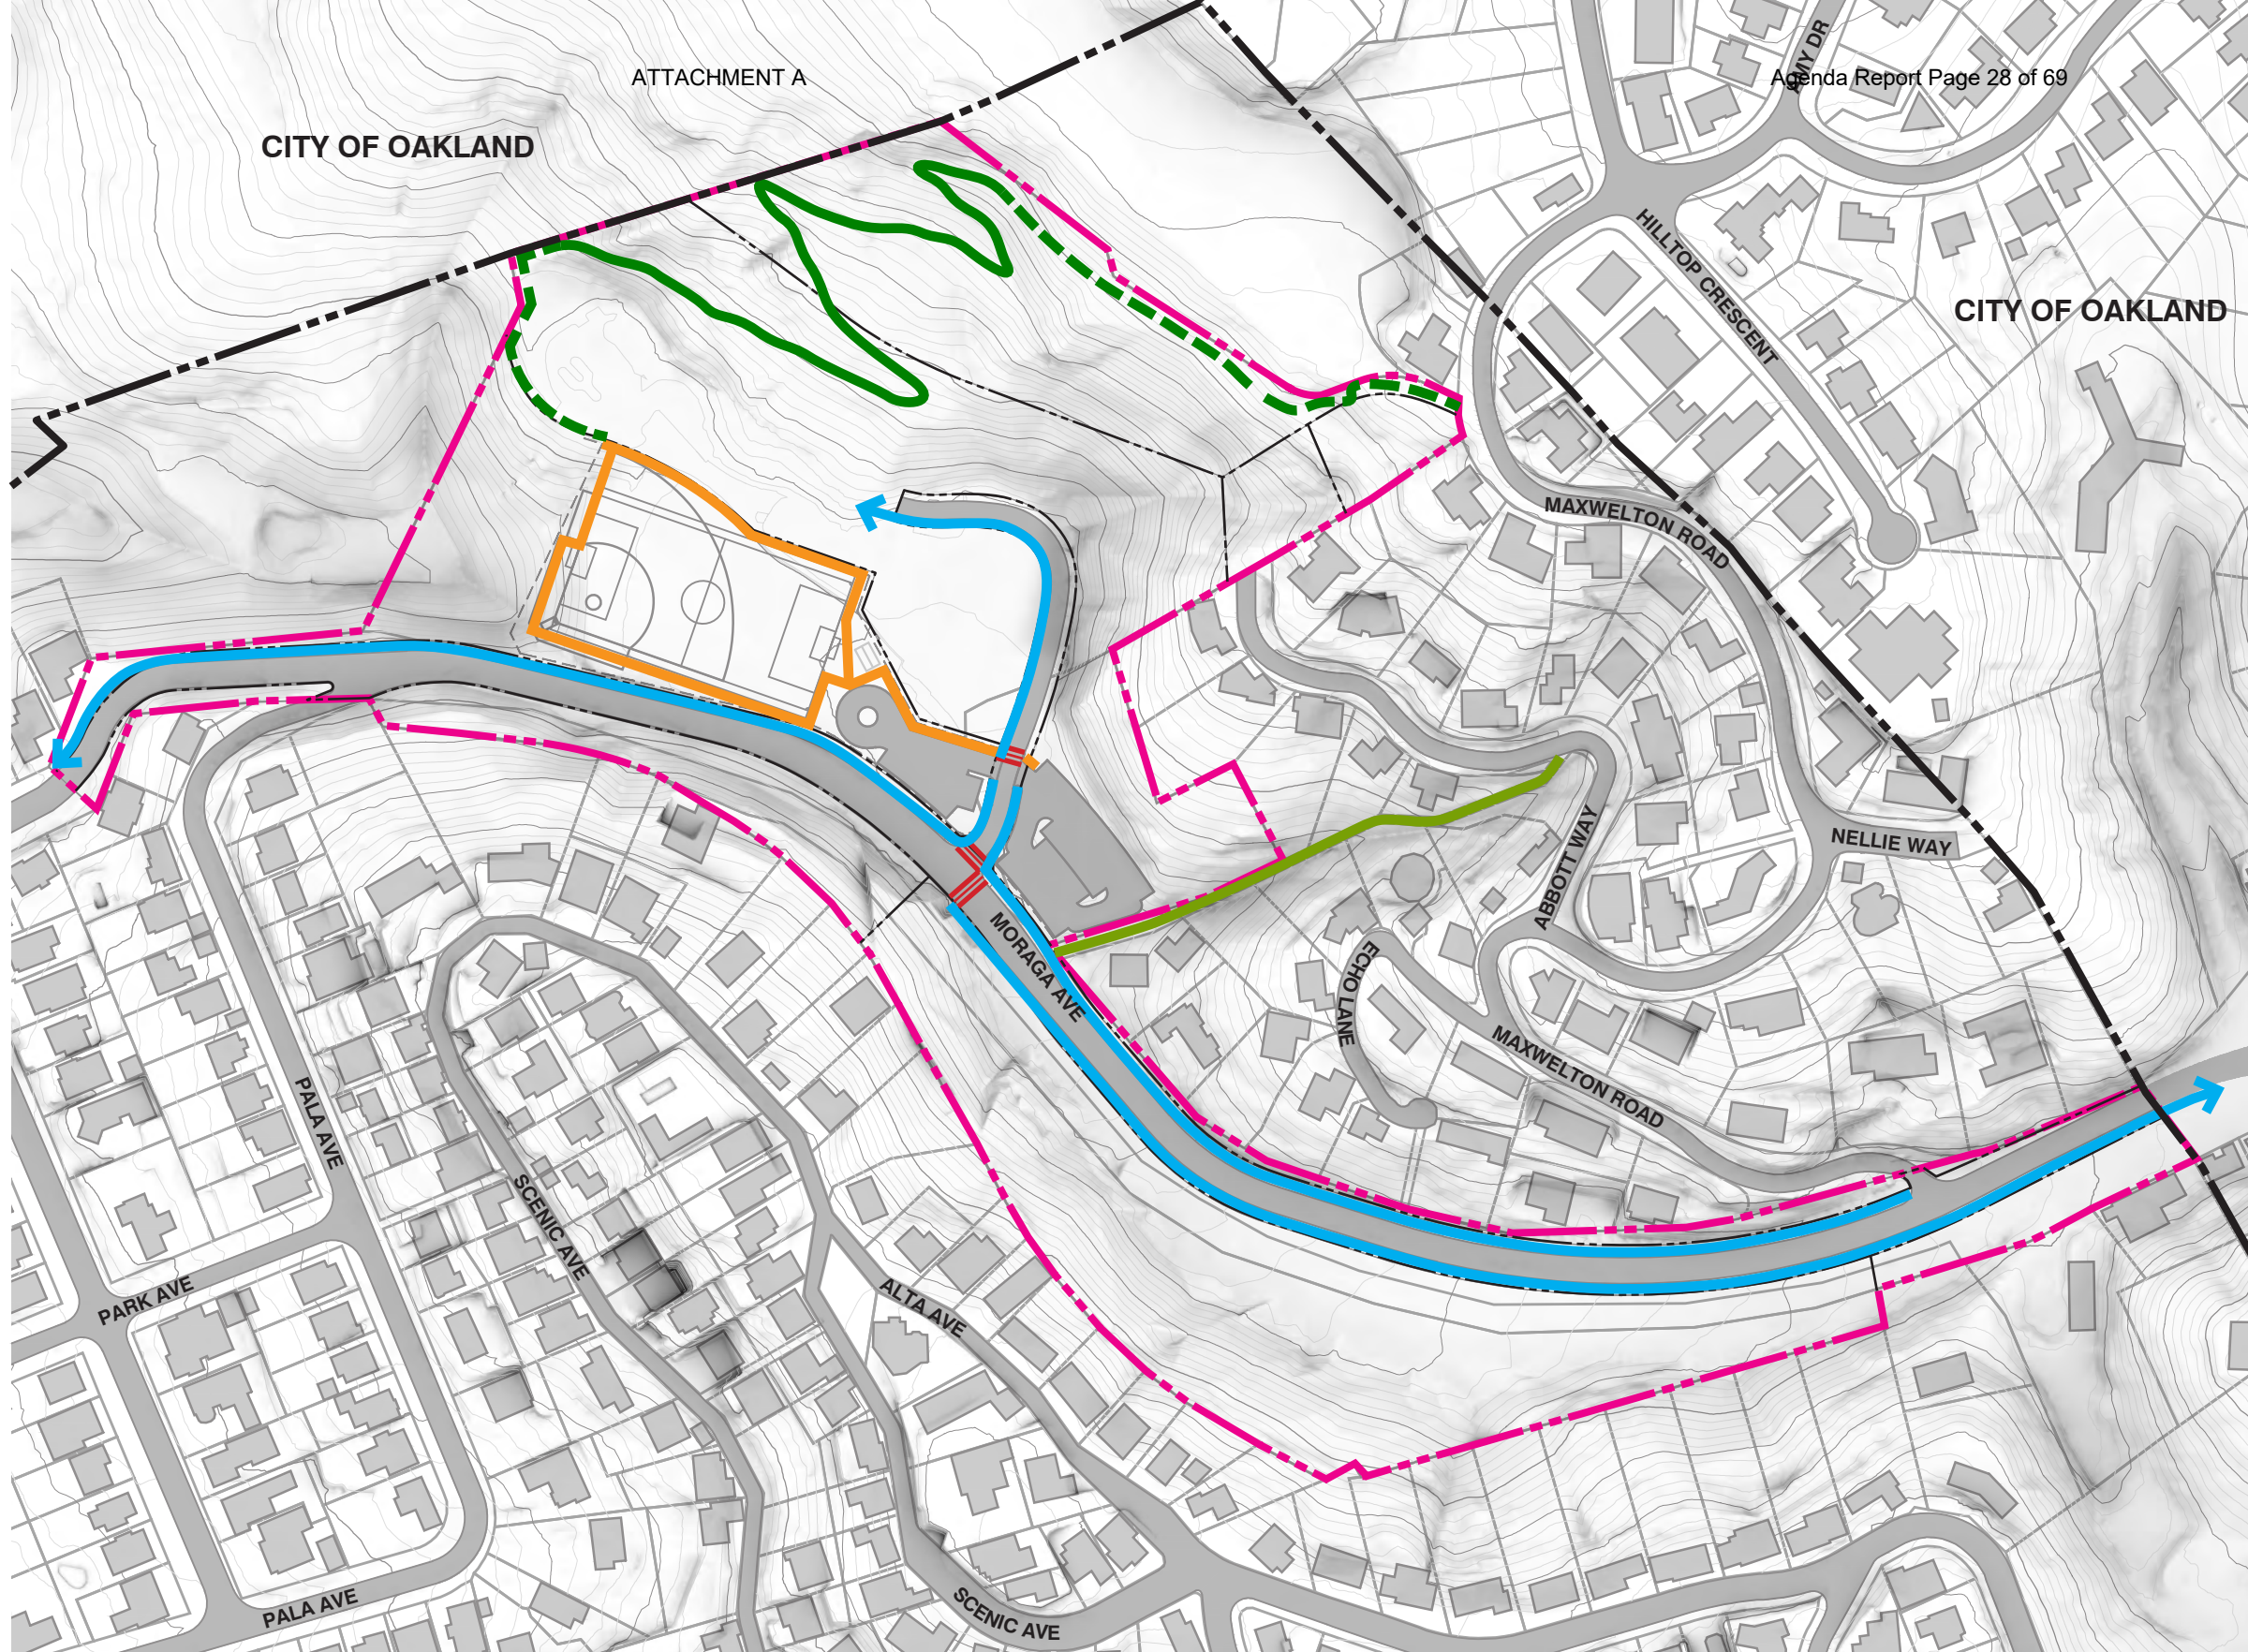 ATTACHMENT A
Agenda Report Page 28 of 69
MY DR
CITY OF OAKLAND
HILLTOP CRESCENT
CITY OF OAKLAND
MAXWELTON ROAD
NELLIE WAY
ABBOTT WAY
MORAGA AVE
ECHO LANE
MAXWELTON ROAD
PALA AVE
SCENIC AVE
PARK AVE
ALTA AVE
PALA AVE
SCENIC AVE